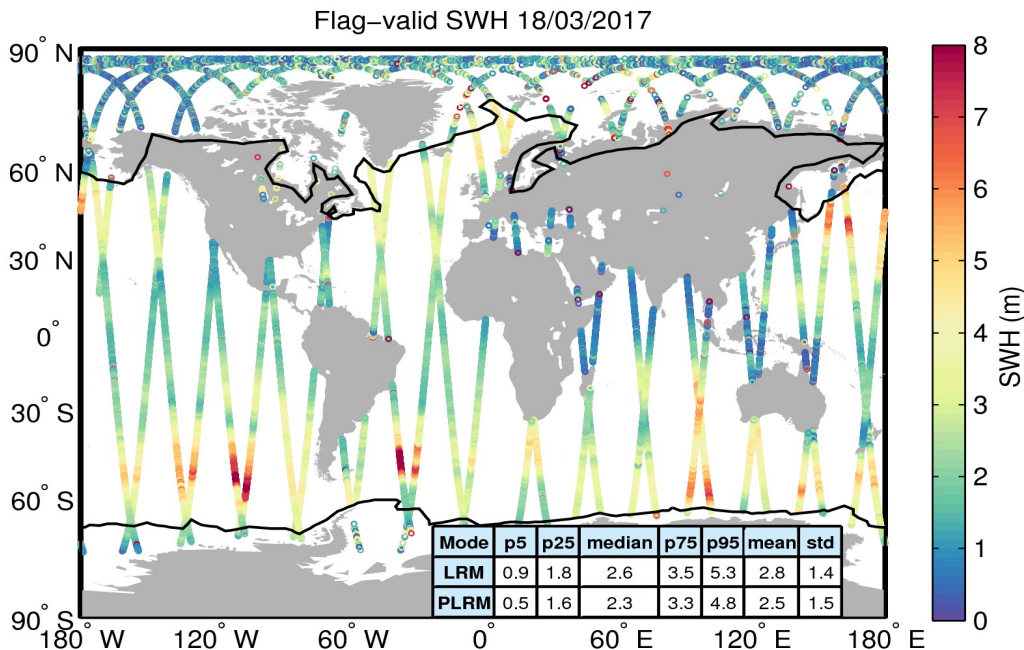 Flag−valid SWH 18/03/2017
90° N
60° N
30° N
0°
30° S
60° S
90° S
180° W
120° W
60° W
0°
60° E
120° E
180° E
8
7
6
5
4
3
2
1
0
SWH (m)
Mode p5 p25 median p75 p95 mean std
LRM 0.9 1.8 2.6 3.5 5.3 2.8 1.4
PLRM 0.5 1.6 2.3 3.3 4.8 2.5 1.5